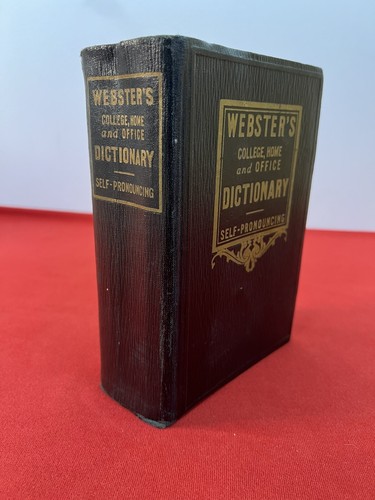 WEBSTER'S
COLLEGE, HOME
and OFFICE
DICTIONARY
SELF-PRONOUNCING
WEBSTER'S
COLLEGE, HOME
and OFFICE
DICTIONARY
SELF-PRONOUNCING